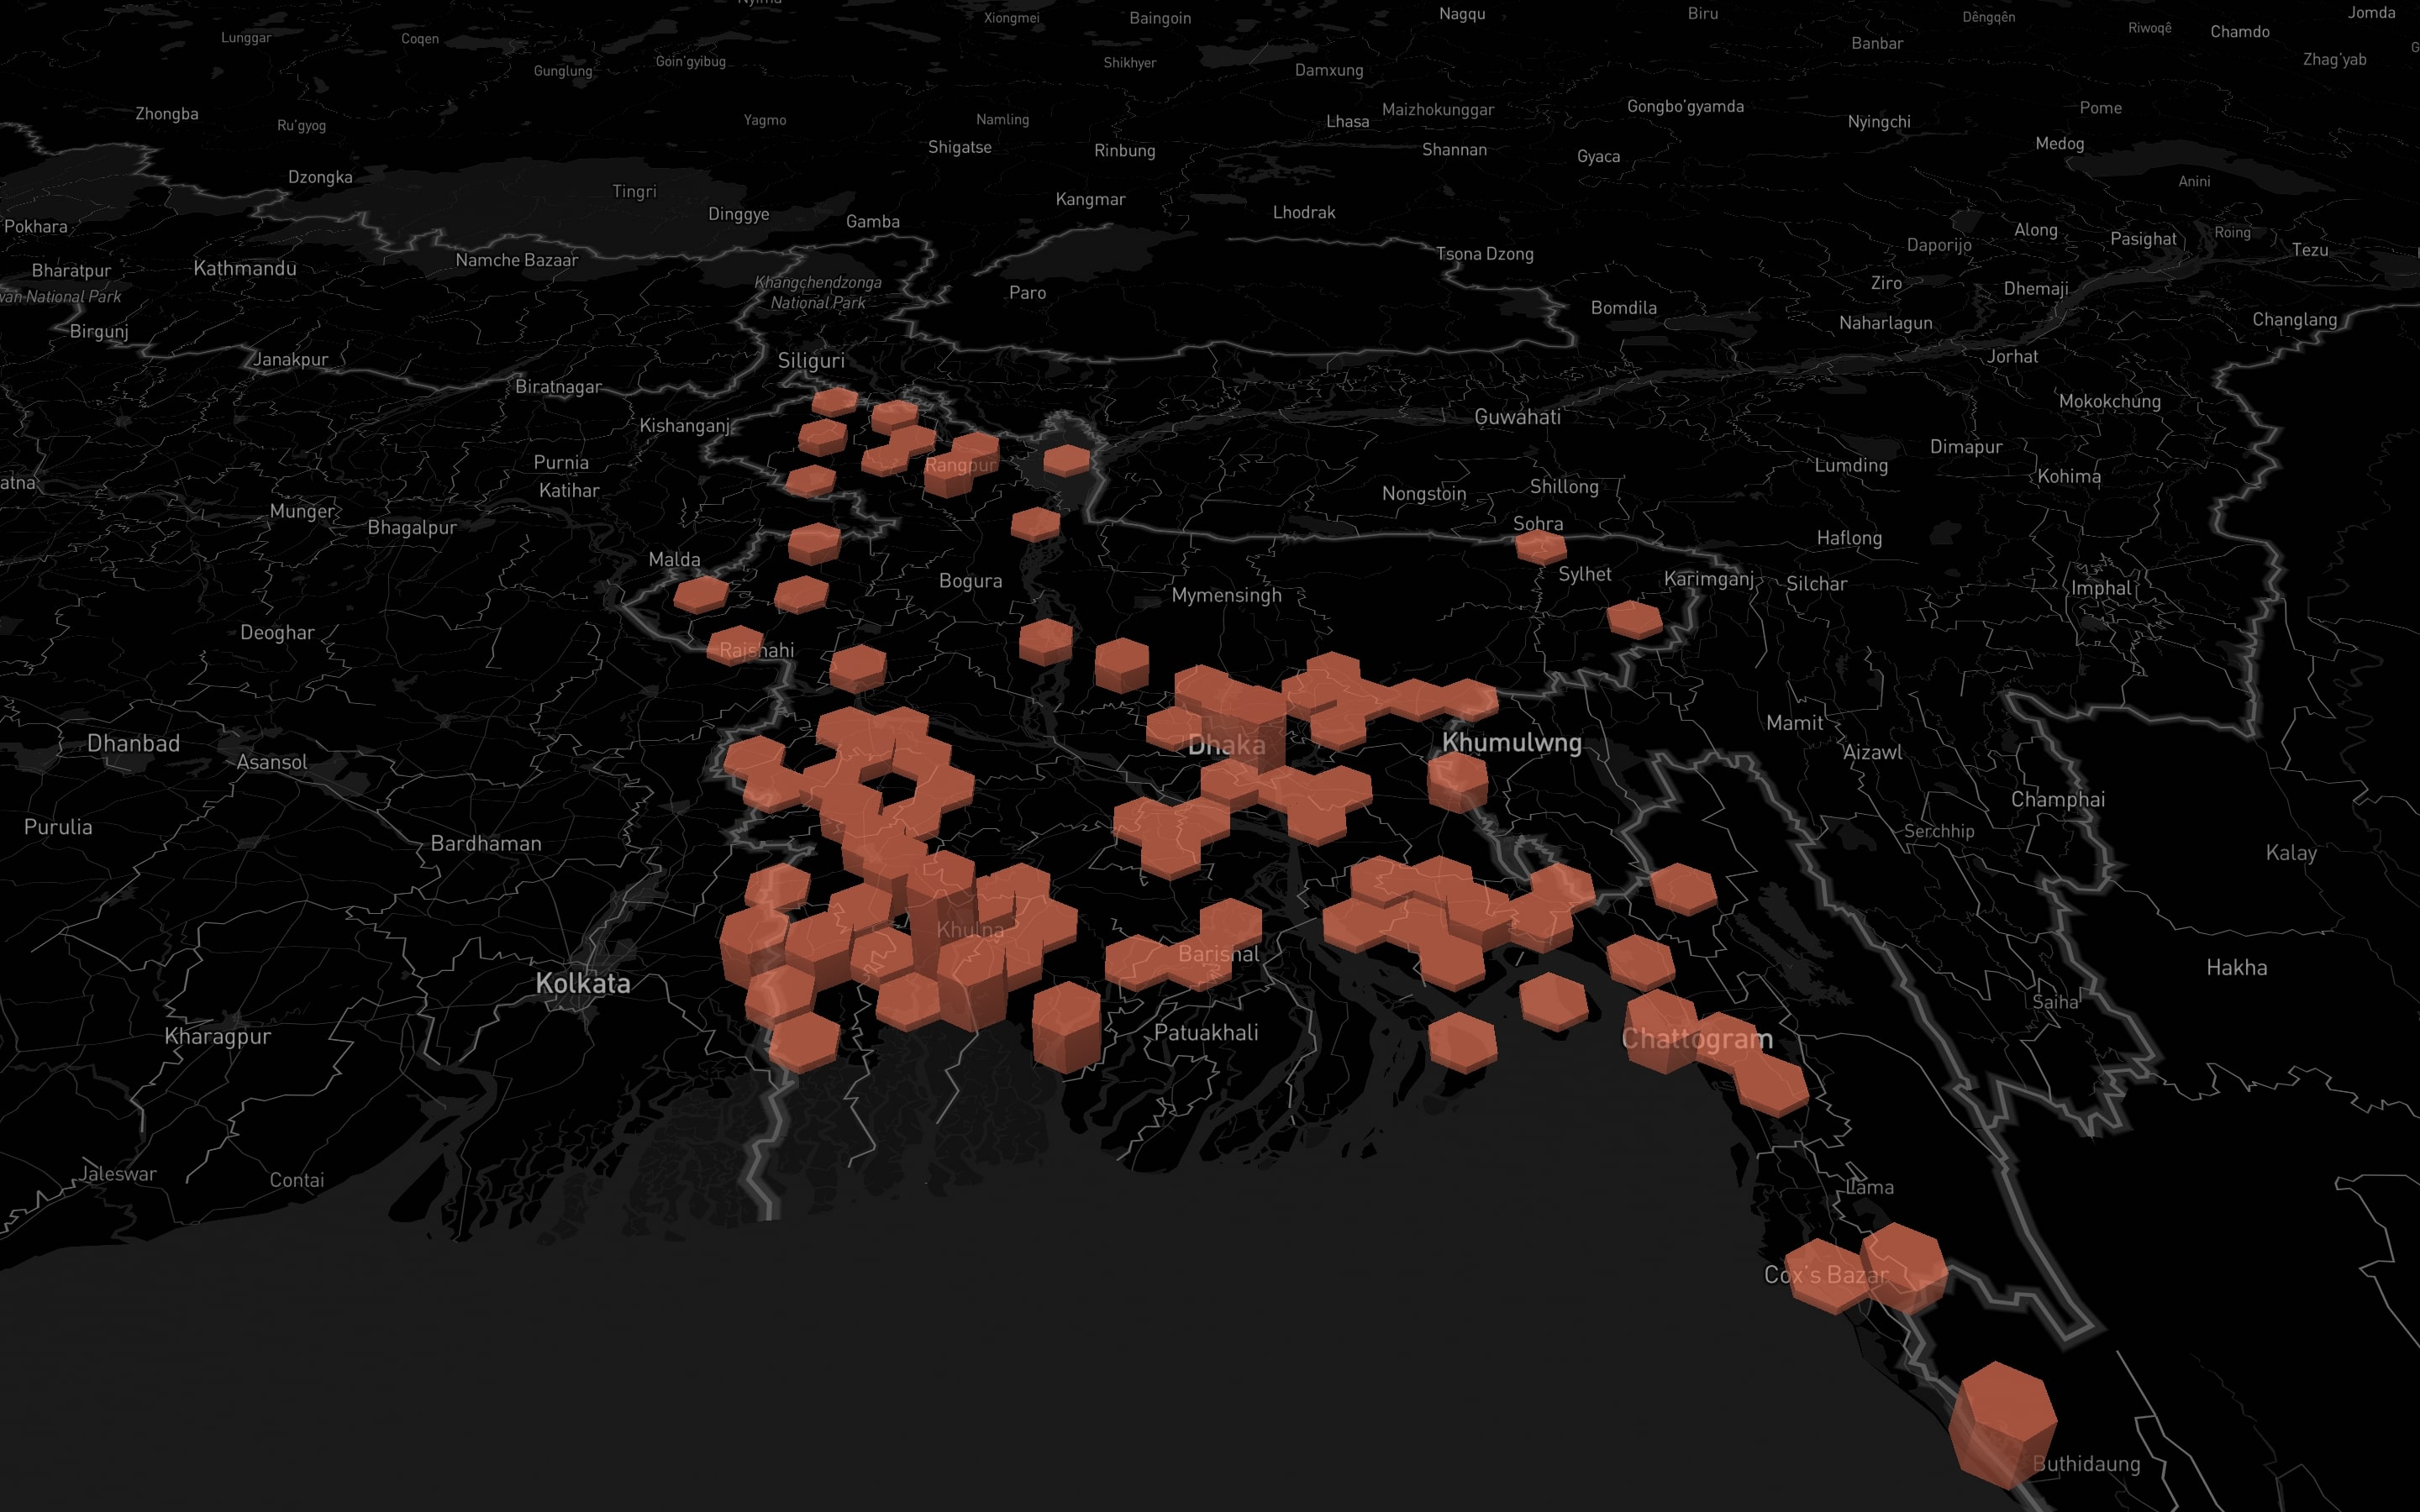 Xiongmei
Baingoin
Nagqu
Biru
Dêngqên
Jomda
Lunggar
Coqen
Riwoqê
Chamdo
Banbar
Gunglung
Goin'gyibug
Shikhyer
Damxung
Zhag'yab
Zhongba
Ru'gyog
Yagmo
Namling
Lhasa
Maizhokunggar
Gongbo'gyamda
Nyingchi
Pome
Shigatse
Rinbung
Shannan
Gyaca
Medog
Dzongka
Tingri
Kangmar
Anini
Pokhara
Dinggye
Gamba
Lhodrak
Along
Pasighat
Roing
Tezu
Daporijo
Bharatpur
Kathmandu
Namche Bazaar
Tsona Dzong
van National Park
Khangchendzonga
National Park
Paro
Ziro
Dhemaji
Bomdila
Birgunj
Naharlagun
Changlang
Janakpur
Siliguri
Jorhat
Biratnagar
Mokokchung
Kishanganj
Guwahati
Purnia
Rangpur
Lumding
Dimapur
atna
Katihar
Nongstoin
Shillong
Kohima
Munger
Bhagalpur
Sohra
Haflong
Malda
Bogura
Mymensingh
Sylhet
Karimganj
Silchar
Imphal
Deoghar
Rajshahi
Dhanbad
Asansol
Dhaka
Khumulwng
Mamit
Aizawl
Champhai
Purulia
Bardhaman
Serchhip
Kalay
Khulna
Barishal
Kolkata
Hakha
Saiha
Kharagpur
Patuakhali
Chattogram
Jaleswar
Contai
Lama
Cox's Bazar
Buthidaung